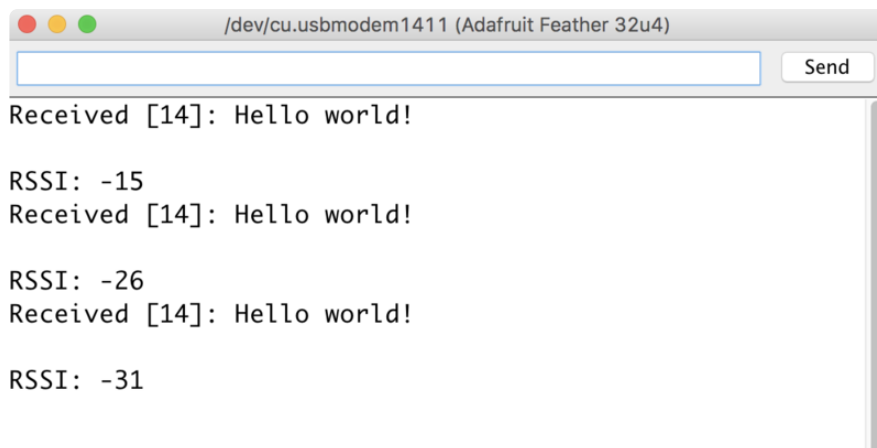 /dev/cu.usbmodem1411 (Adafruit Feather 32u4)
Send
Received [14]: Hello world!
RSSI: -15
Received [14]: Hello world!
RSSI: -26
Received [14]: Hello world!
RSSI: -31